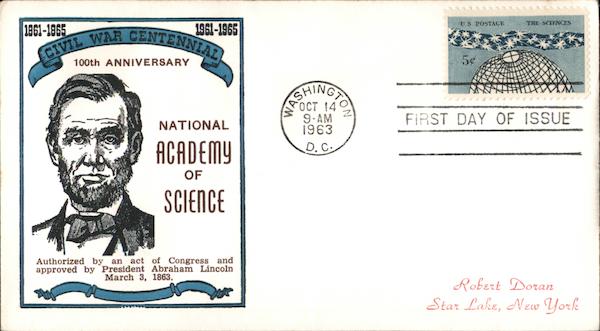 1861-1865 1961-1965
CIVIL WAR CENTENNIAL
100th ANNIVERSARY
NATIONAL
ACADEMY
OF
SCIENCE
Authorized by an act of Congress and
approved by President Abraham Lincoln
March 3, 1863.
WASHINGTON
OCT 14
9-AM
1963
D.C.
U S POSTAGE THE SCIENCES
5¢
FIRST DAY OF ISSUE
Robert Doran
Star Lake, New York